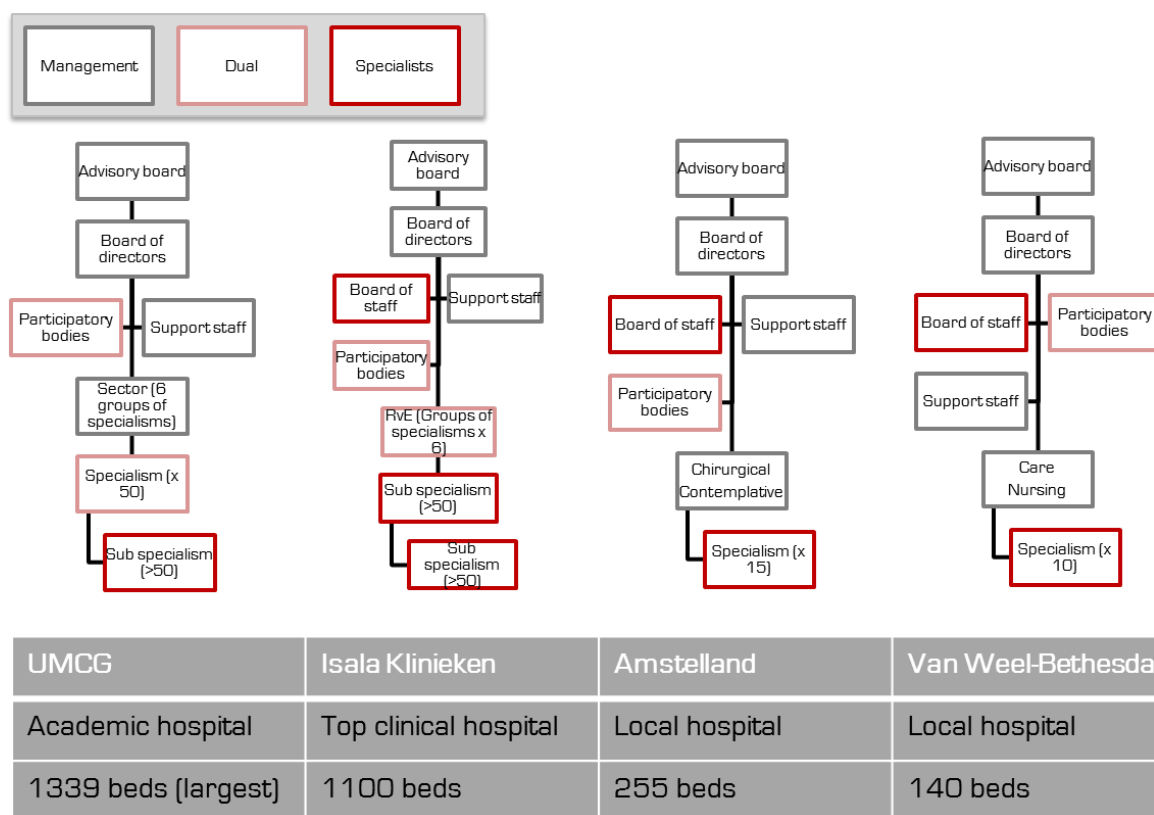 Management
Dual
Specialists
Advisory board
Board of
directors
Participatory
bodies
Support staff
Sector (6
groups of
specialisms)
Specialism (x
50)
Sub specialism
(>50)
Advisory
board
Board of
directors
Board of
staff
Support staff
Participatory
bodies
RvE (Groups of
specialisms x
6)
Sub specialism
(>50)
Sub
specialism
(>50)
Advisory board
Board of
directors
Board of staff
Support staff
Participatory
bodies
Chirurgical
Contemplative
Specialism (x
15)
Advisory board
Board of
directors
Board of staff
Participatory
bodies
Support staff
Care
Nursing
Specialism (x
10)
UMCG
Isala Klinieken
Amstelland
Van Weel-Bethesda
Academic hospital
Top clinical hospital
Local hospital
Local hospital
1339 beds (largest)
1100 beds
255 beds
140 beds